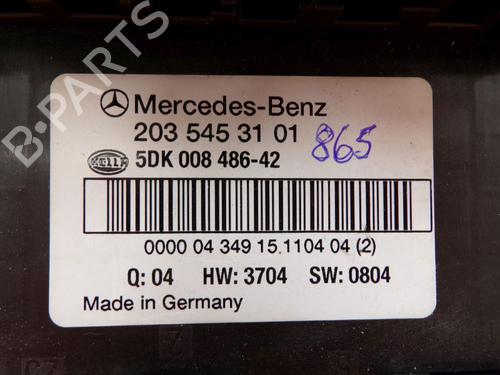 B-Parts
Mercedes-Benz
203 545 31 01 865
HELLA 5DK 008 486-42
0000 04 349 15.1104 04 (2)
Q: 04 HW: 3704 SW: 0804
Made in Germany